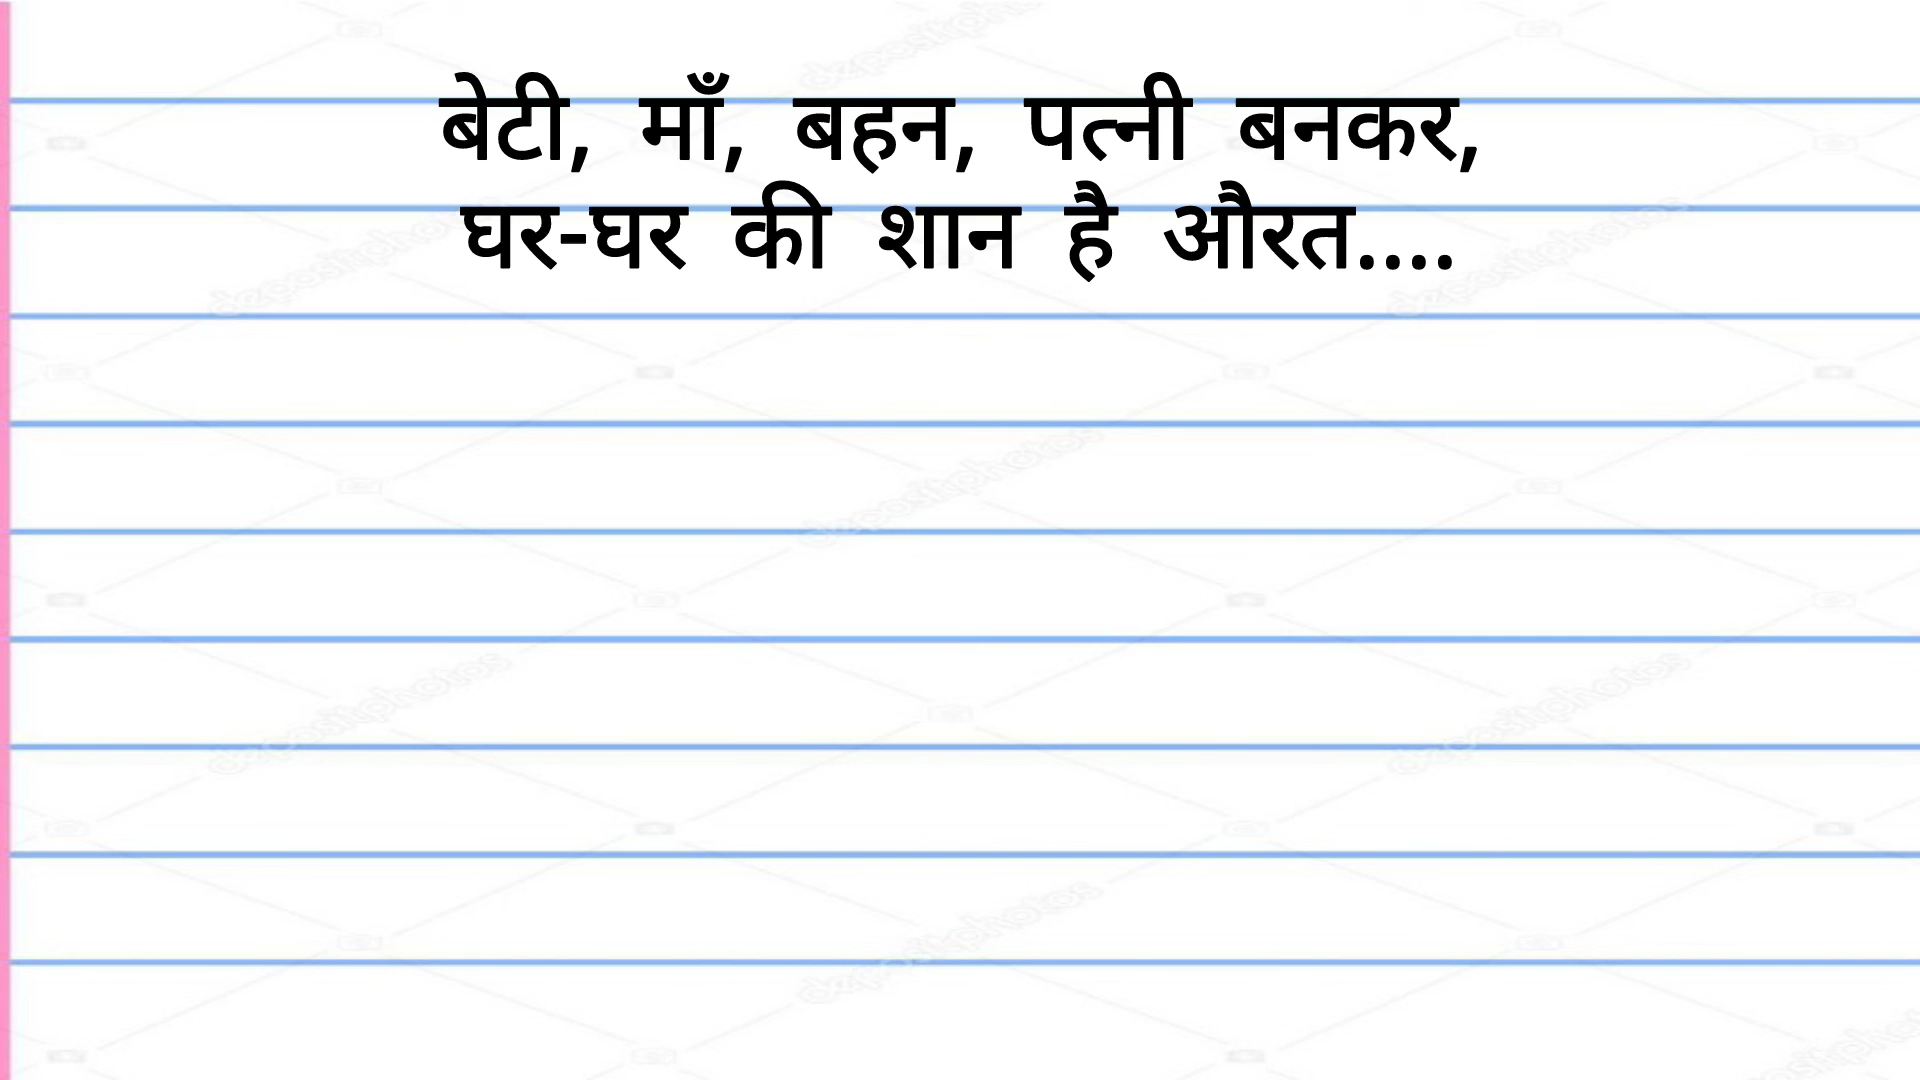 बेटी, माँ, बहन, पत्नी बनकर,
घर-घर की शान है औरत....